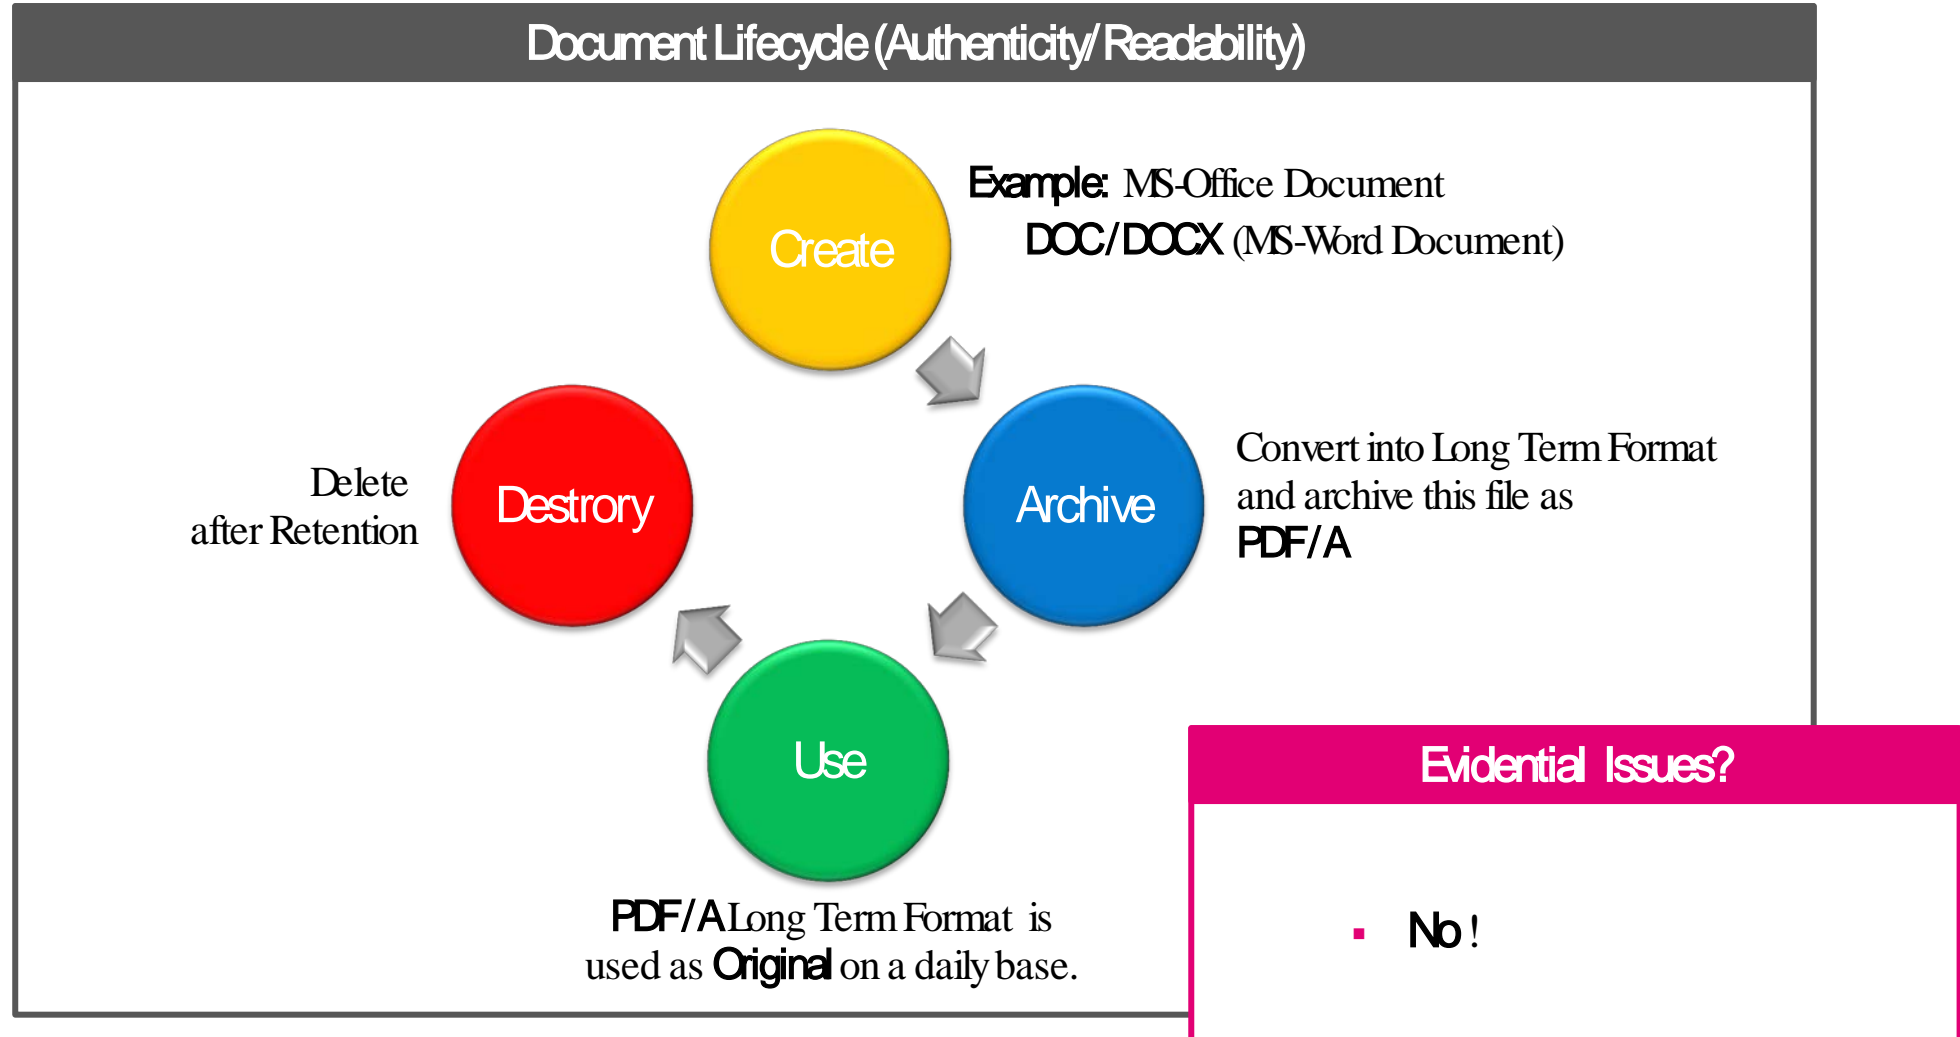 Document Lifecycle (Authenticity/Readability)
Create
Example: MS-Office Document
DOC/DOCX (MS-Word Document)
Archive
Convert into Long Term Format
and archive this file as
PDF/A
Delete
after Retention
Destrory
Use
PDF/A Long Term Format is
used as Original on a daily base.
Evidential Issues?
▪ No!